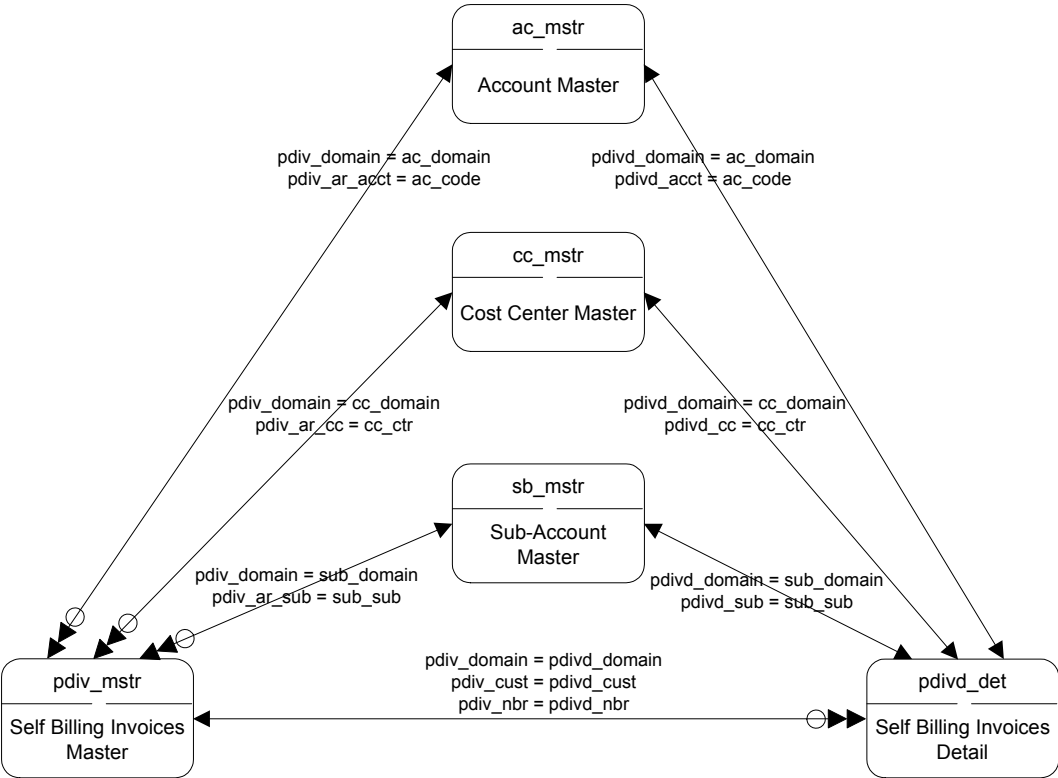 ac_mstr
Account Master
pdiv_domain = ac_domain
pdiv_ar_acct = ac_code
pdivd_domain = ac_domain
pdivd_acct = ac_code
cc_mstr
Cost Center Master
pdiv_domain = cc_domain
pdiv_ar_cc = cc_ctr
pdivd_domain = cc_domain
pdivd_cc = cc_ctr
sb_mstr
Sub-Account
Master
pdiv_domain = sub_domain
pdiv_ar_sub = sub_sub
pdivd_domain = sub_domain
pdivd_sub = sub_sub
pdiv_domain = pdivd_domain
pdiv_cust = pdivd_cust
pdiv_nbr = pdivd_nbr
pdiv_mstr
Self Billing Invoices
Master
pdivd_det
Self Billing Invoices
Detail